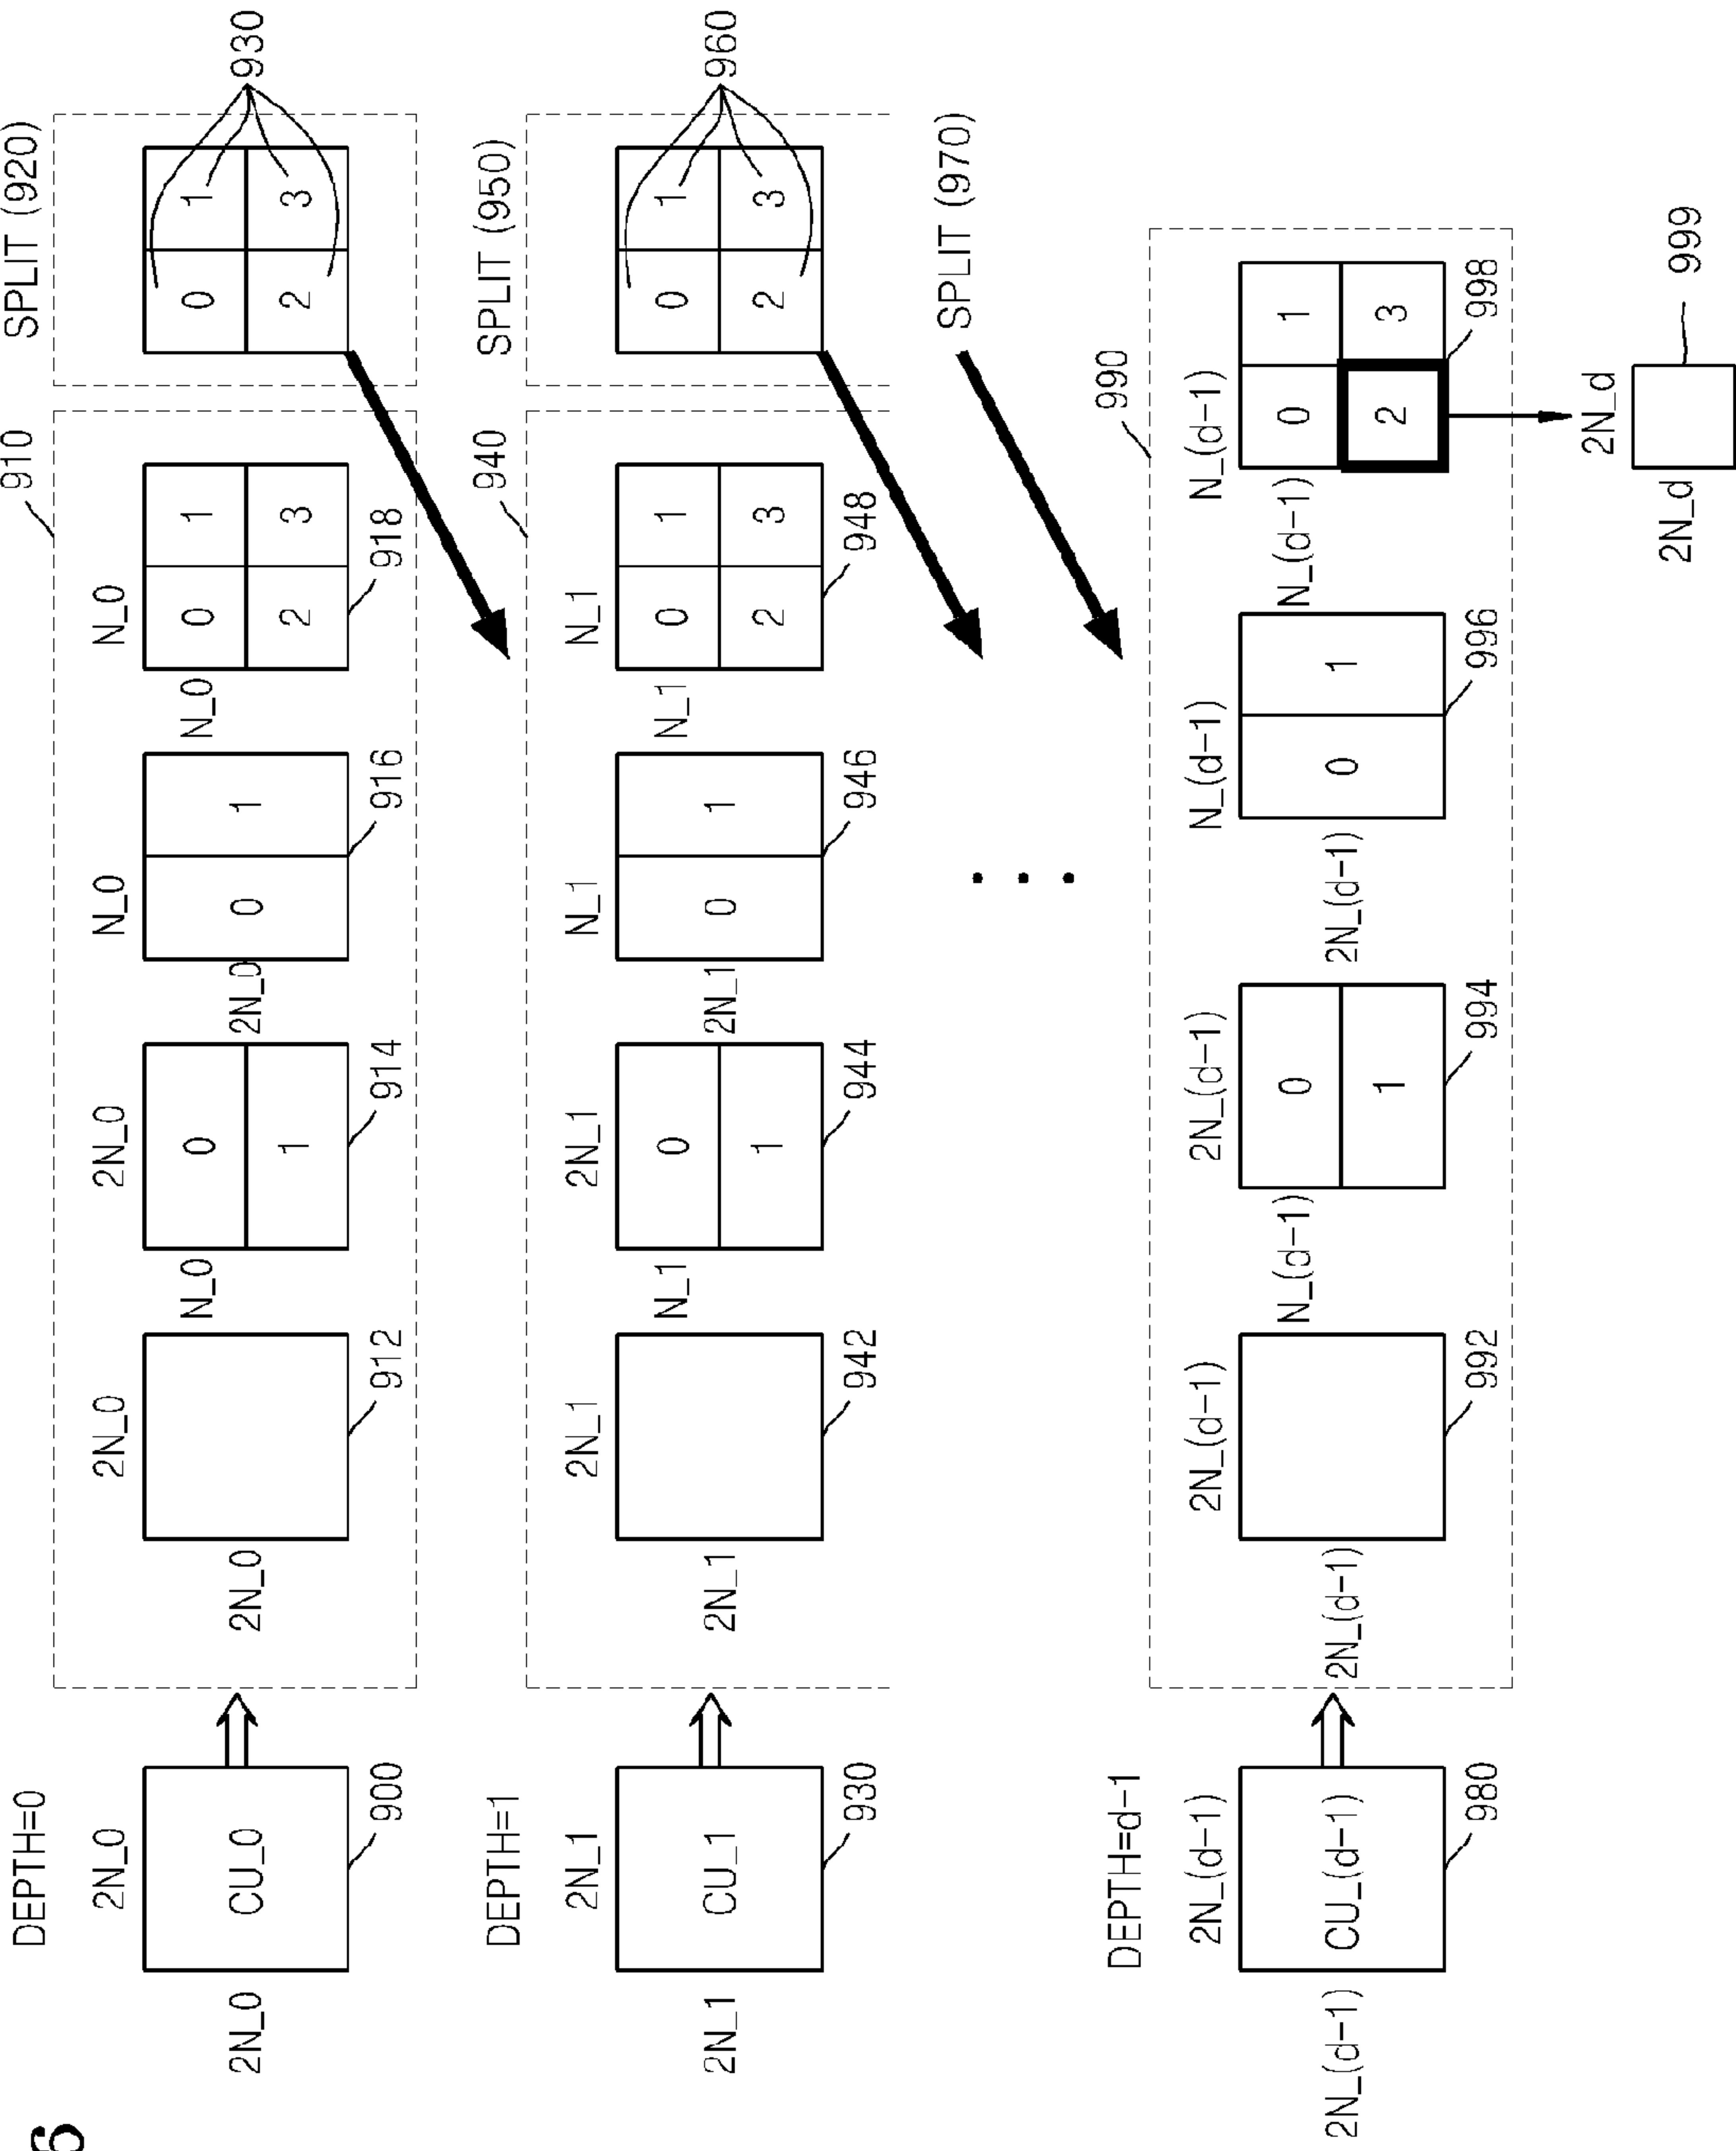 6
DEPTH=0
2N_0
2N_0
CU_0
900
910
2N_0
2N_0
912
2N_0
N_0
0
1
914
N_0
2N_0
0 1
916
N_0
N_0
0 1
2 3
918
SPLIT (920)
0 1
2 3
930
DEPTH=1
2N_1
2N_1
CU_1
930
940
2N_1
2N_1
942
2N_1
N_1
0
1
944
N_1
2N_1
0 1
946
N_1
N_1
0 1
2 3
948
SPLIT (950)
0 1
2 3
960
SPLIT (970)
DEPTH=d-1
2N_(d-1)
2N_(d-1)
CU_(d-1)
980
990
2N_(d-1)
2N_(d-1)
992
2N_(d-1)
N_(d-1)
0
1
994
N_(d-1)
2N_(d-1)
0 1
996
N_(d-1)
N_(d-1)
0 1
2 3
998
2N_d
2N_d
999